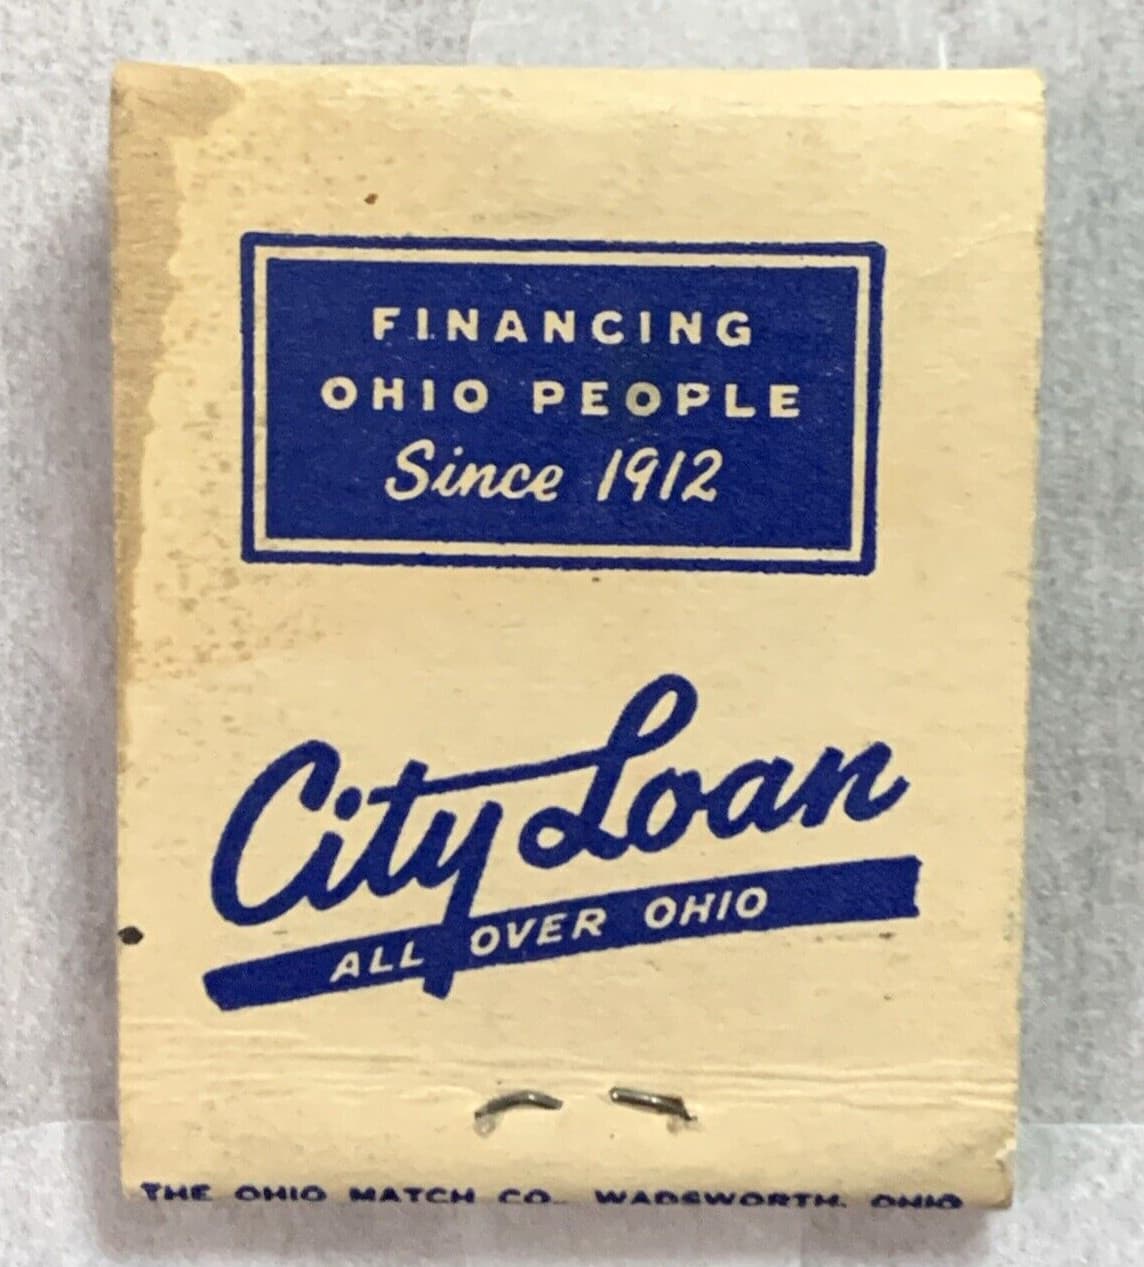 FINANCING
OHIO PEOPLE
Since 1912
City Loan
ALL OVER OHIO
THE OHIO MATCH CO. WADSWORTH, OHIO